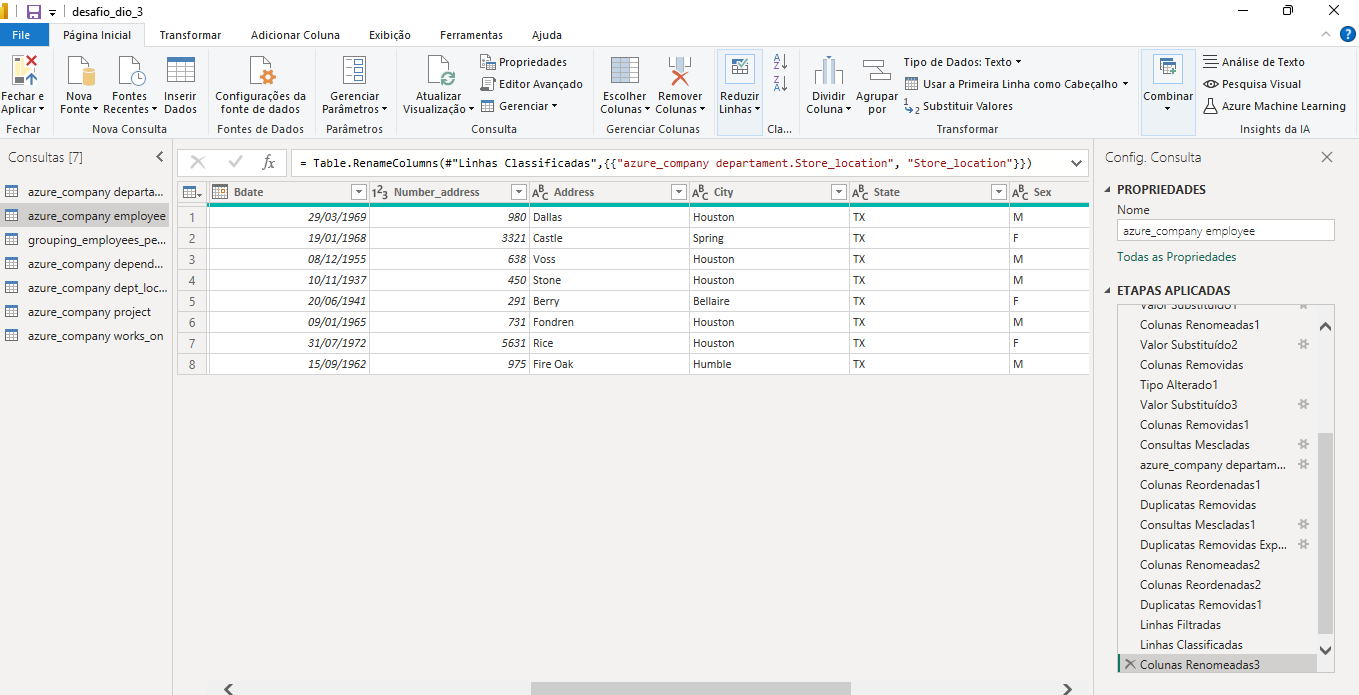 desafio_dio_3
File Página Inicial Transformar Adicionar Coluna Exibição Ferramentas Ajuda
Fechar e Aplicar
Fechar
Nova Fonte
Fontes Recentes
Inserir Dados
Nova Consulta
Configurações da fonte de dados
Fontes de Dados
Gerenciar Parâmetros
Parâmetros
Atualizar Visualização
Propriedades
Editor Avançado
Gerenciar
Consulta
Escolher Colunas
Remover Colunas
Gerenciar Colunas
Reduzir Linhas
Cla...
Dividir Coluna
Agrupar por
Tipo de Dados: Texto
Usar a Primeira Linha como Cabeçalho
Substituir Valores
Transformar
Combinar
Análise de Texto
Pesquisa Visual
Azure Machine Learning
Insights da IA
Consultas [7]
azure_company departa...
azure_company employee
grouping_employees_pe...
azure_company depend...
azure_company dept_loc...
azure_company project
azure_company works_on
fx
= Table.RenameColumns(#"Linhas Classificadas",{{"azure_company departament.Store_location", "Store_location"}})
Bdate 123 Number_address ABC Address ABC City ABC State ABC Sex
1 29/03/1969 980 Dallas Houston TX M
2 19/01/1968 3321 Castle Spring TX F
3 08/12/1955 638 Voss Houston TX M
4 10/11/1937 450 Stone Houston TX M
5 20/06/1941 291 Berry Bellaire TX F
6 09/01/1965 731 Fondren Houston TX M
7 31/07/1972 5631 Rice Houston TX F
8 15/09/1962 975 Fire Oak Humble TX M
Config. Consulta
PROPRIEDADES
Nome
azure_company employee
Todas as Propriedades
ETAPAS APLICADAS
Valor Substituído1
Colunas Renomeadas1
Valor Substituído2
Colunas Removidas
Tipo Alterado1
Valor Substituído3
Colunas Removidas1
Consultas Mescladas
azure_company departam...
Colunas Reordenadas1
Duplicatas Removidas
Consultas Mescladas1
Duplicatas Removidas Exp...
Colunas Renomeadas2
Colunas Reordenadas2
Duplicatas Removidas1
Linhas Filtradas
Linhas Classificadas
Colunas Renomeadas3